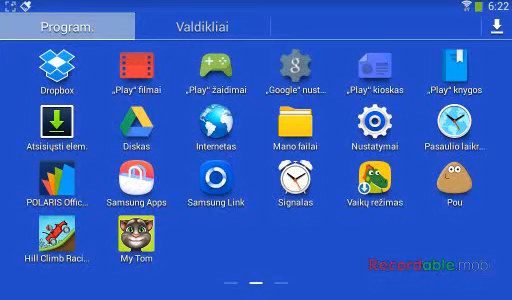 6:22
Program.
Valdikliai
Dropbox
„Play“ filmai
„Play“ žaidimai
„Google“ nust...
„Play“ kioskas
„Play“ knygos
Atsisiųsti elem.
Diskas
Internetas
Mano failai
Nustatymai
Pasaulio laikr...
POLARIS Offic...
Samsung Apps
Samsung Link
Signalas
Vaikų režimas
Pou
Hill Climb Raci...
My Tom
Recordable.mobi